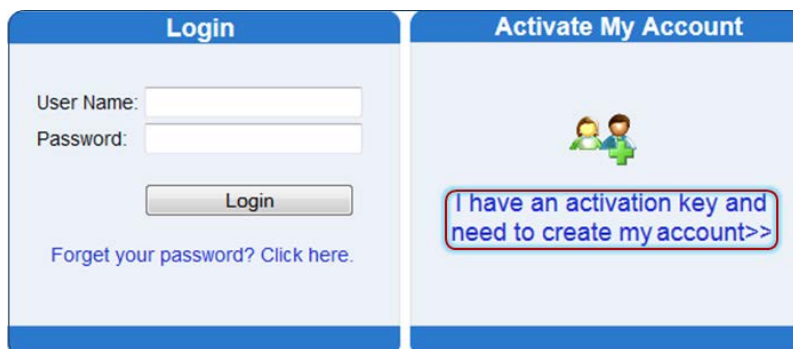 Login
User Name:
Password:
Login
Forget your password? Click here.
Activate My Account
I have an activation key and
need to create my account>>